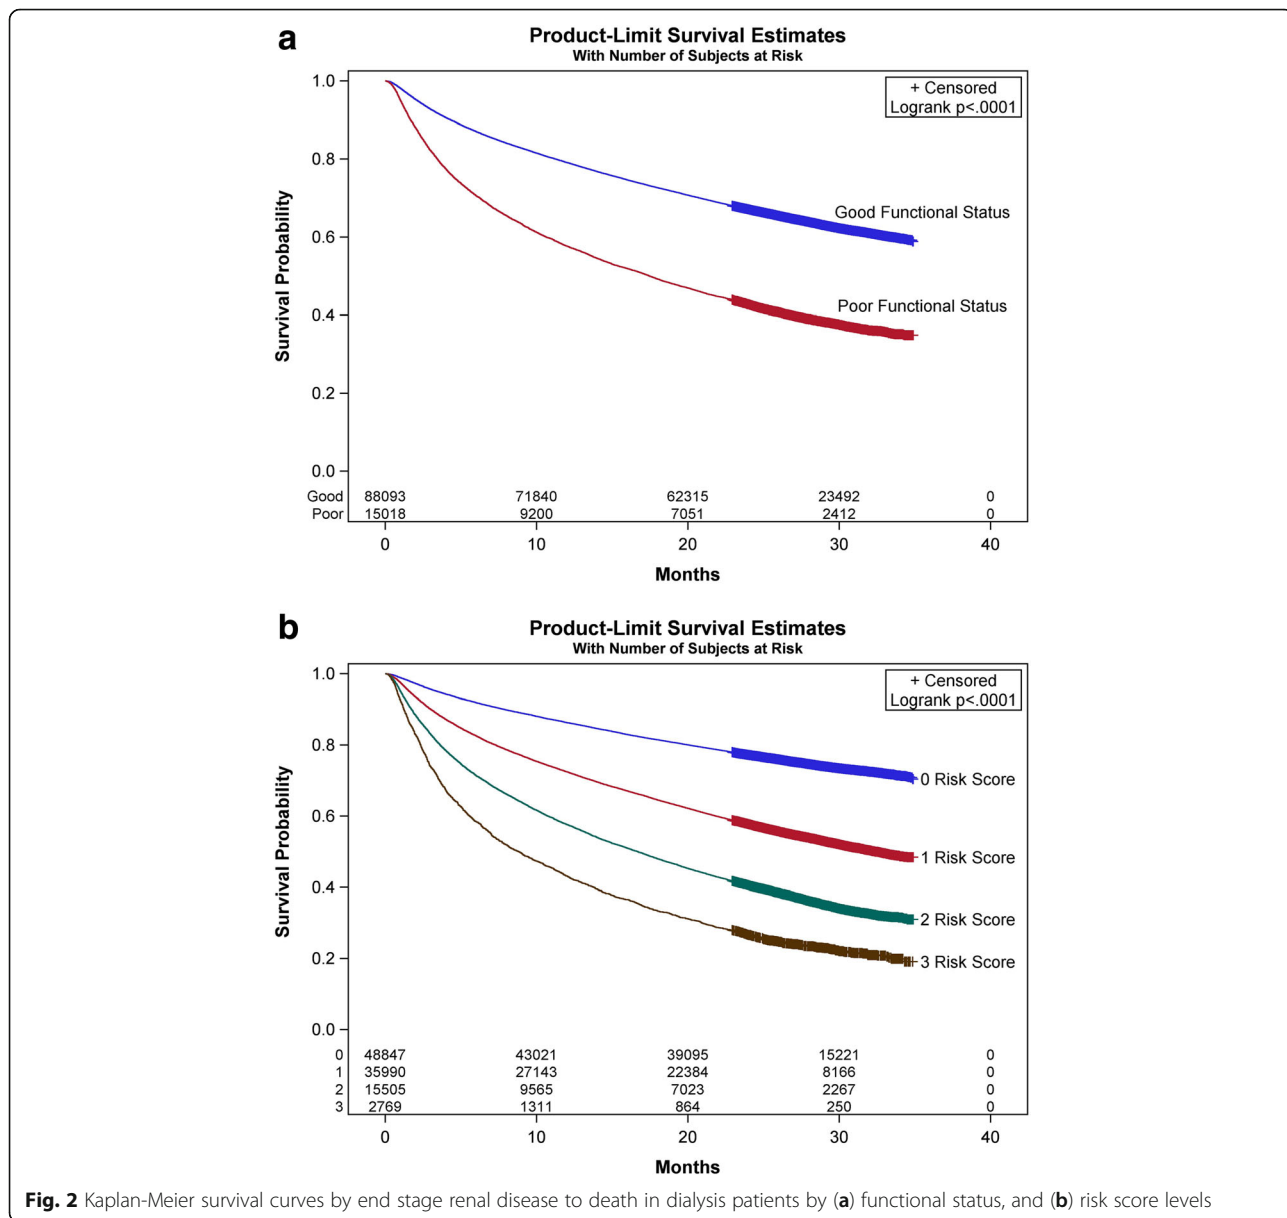 a
Product-Limit Survival Estimates
With Number of Subjects at Risk
+ Censored
Logrank p<.0001
1.0
0.8
0.6
0.4
0.2
0.0
Survival Probability
Good Functional Status
Poor Functional Status
Good 88093 71840 62315 23492 0
Poor 15018 9200 7051 2412 0
0 10 20 30 40
Months
b
Product-Limit Survival Estimates
With Number of Subjects at Risk
+ Censored
Logrank p<.0001
1.0
0.8
0.6
0.4
0.2
0.0
Survival Probability
0 Risk Score
1 Risk Score
2 Risk Score
3 Risk Score
0 48847 43021 39095 15221 0
1 35990 27143 22384 8166 0
2 15505 9565 7023 2267 0
3 2769 1311 864 250 0
0 10 20 30 40
Months
Fig. 2 Kaplan-Meier survival curves by end stage renal disease to death in dialysis patients by (a) functional status, and (b) risk score levels